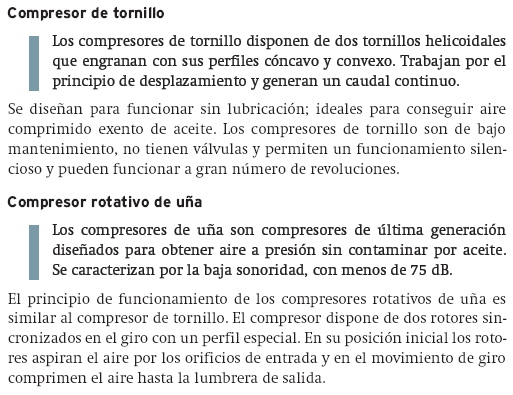 Compresor de tornillo
Los compresores de tornillo disponen de dos tornillos helicoidales
que engranan con sus perfiles cóncavo y convexo. Trabajan por el
principio de desplazamiento y generan un caudal continuo.
Se diseñan para funcionar sin lubricación; ideales para conseguir aire
comprimido exento de aceite. Los compresores de tornillo son de bajo
mantenimiento, no tienen válvulas y permiten un funcionamiento silen-
cioso y pueden funcionar a gran número de revoluciones.
Compresor rotativo de uña
Los compresores de uña son compresores de última generación
diseñados para obtener aire a presión sin contaminar por aceite.
Se caracterizan por la baja sonoridad, con menos de 75 dB.
El principio de funcionamiento de los compresores rotativos de uña es
similar al compresor de tornillo. El compresor dispone de dos rotores sin-
cronizados en el giro con un perfil especial. En su posición inicial los roto-
res aspiran el aire por los orificios de entrada y en el movimiento de giro
comprimen el aire hasta la lumbrera de salida.